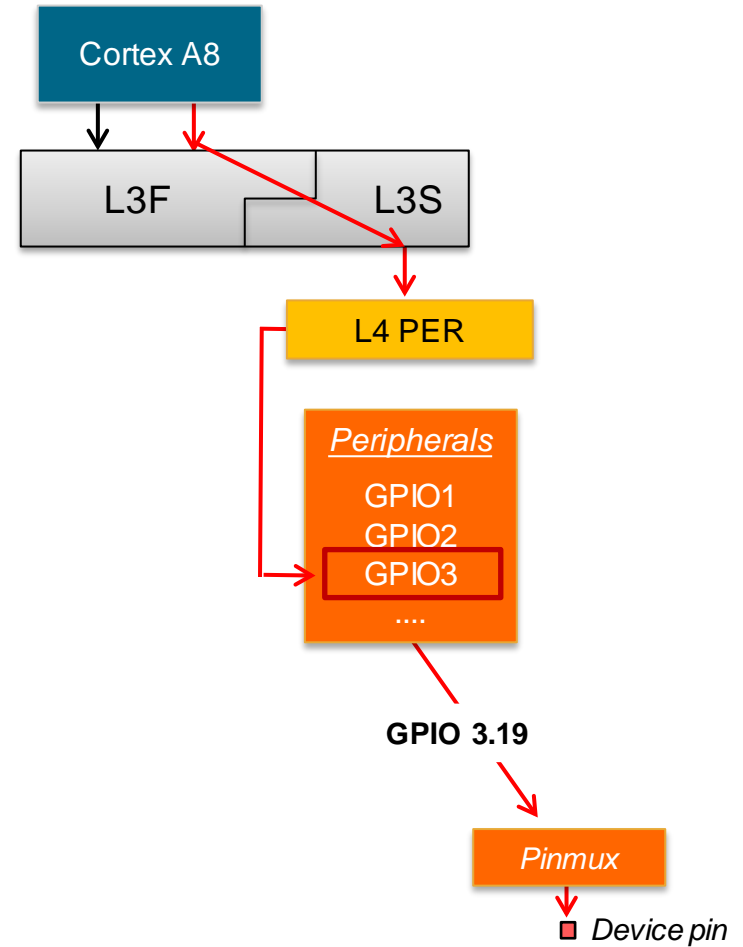 Cortex A8
L3F
L3S
L4 PER
Peripherals
GPIO1
GPIO2
GPIO3
....
GPIO 3.19
Pinmux
Device pin